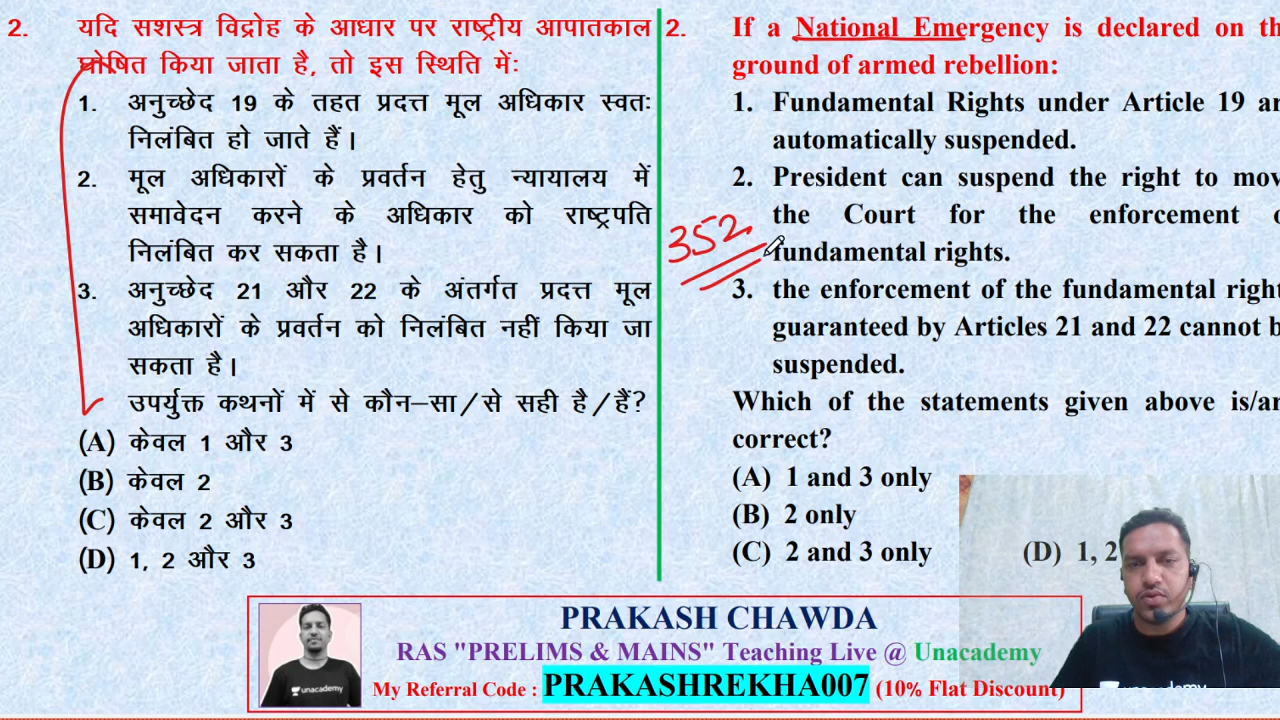 2. यदि सशस्त्र विद्रोह के आधार पर राष्ट्रीय आपातकाल
घोषित किया जाता है, तो इस स्थिति में:
1. अनुच्छेद 19 के तहत प्रदत्त मूल अधिकार स्वतः
निलंबित हो जाते हैं।
2. मूल अधिकारों के प्रवर्तन हेतु न्यायालय में
समावेदन करने के अधिकार को राष्ट्रपति
निलंबित कर सकता है।
3. अनुच्छेद 21 और 22 के अंतर्गत प्रदत्त मूल
अधिकारों के प्रवर्तन को निलंबित नहीं किया जा
सकता है।
उपर्युक्त कथनों में से कौन–सा/से सही है/हैं?
(A) केवल 1 और 3
(B) केवल 2
(C) केवल 2 और 3
(D) 1, 2 और 3
2. If a National Emergency is declared on
ground of armed rebellion:
1. Fundamental Rights under Article 19
automatically suspended.
2. President can suspend the right to
the Court for the enforcement
fundamental rights.
352
3. the enforcement of the fundamental
guaranteed by Articles 21 and 22 cannot
suspended.
Which of the statements given above
correct?
(A) 1 and 3 only
(B) 2 only
(C) 2 and 3 only (D) 1, 2
PRAKASH CHAWDA
RAS "PRELIMS & MAINS" Teaching Live @ Unacademy
My Referral Code : PRAKASHREKHA007 (10% Flat Discount)
unacademy